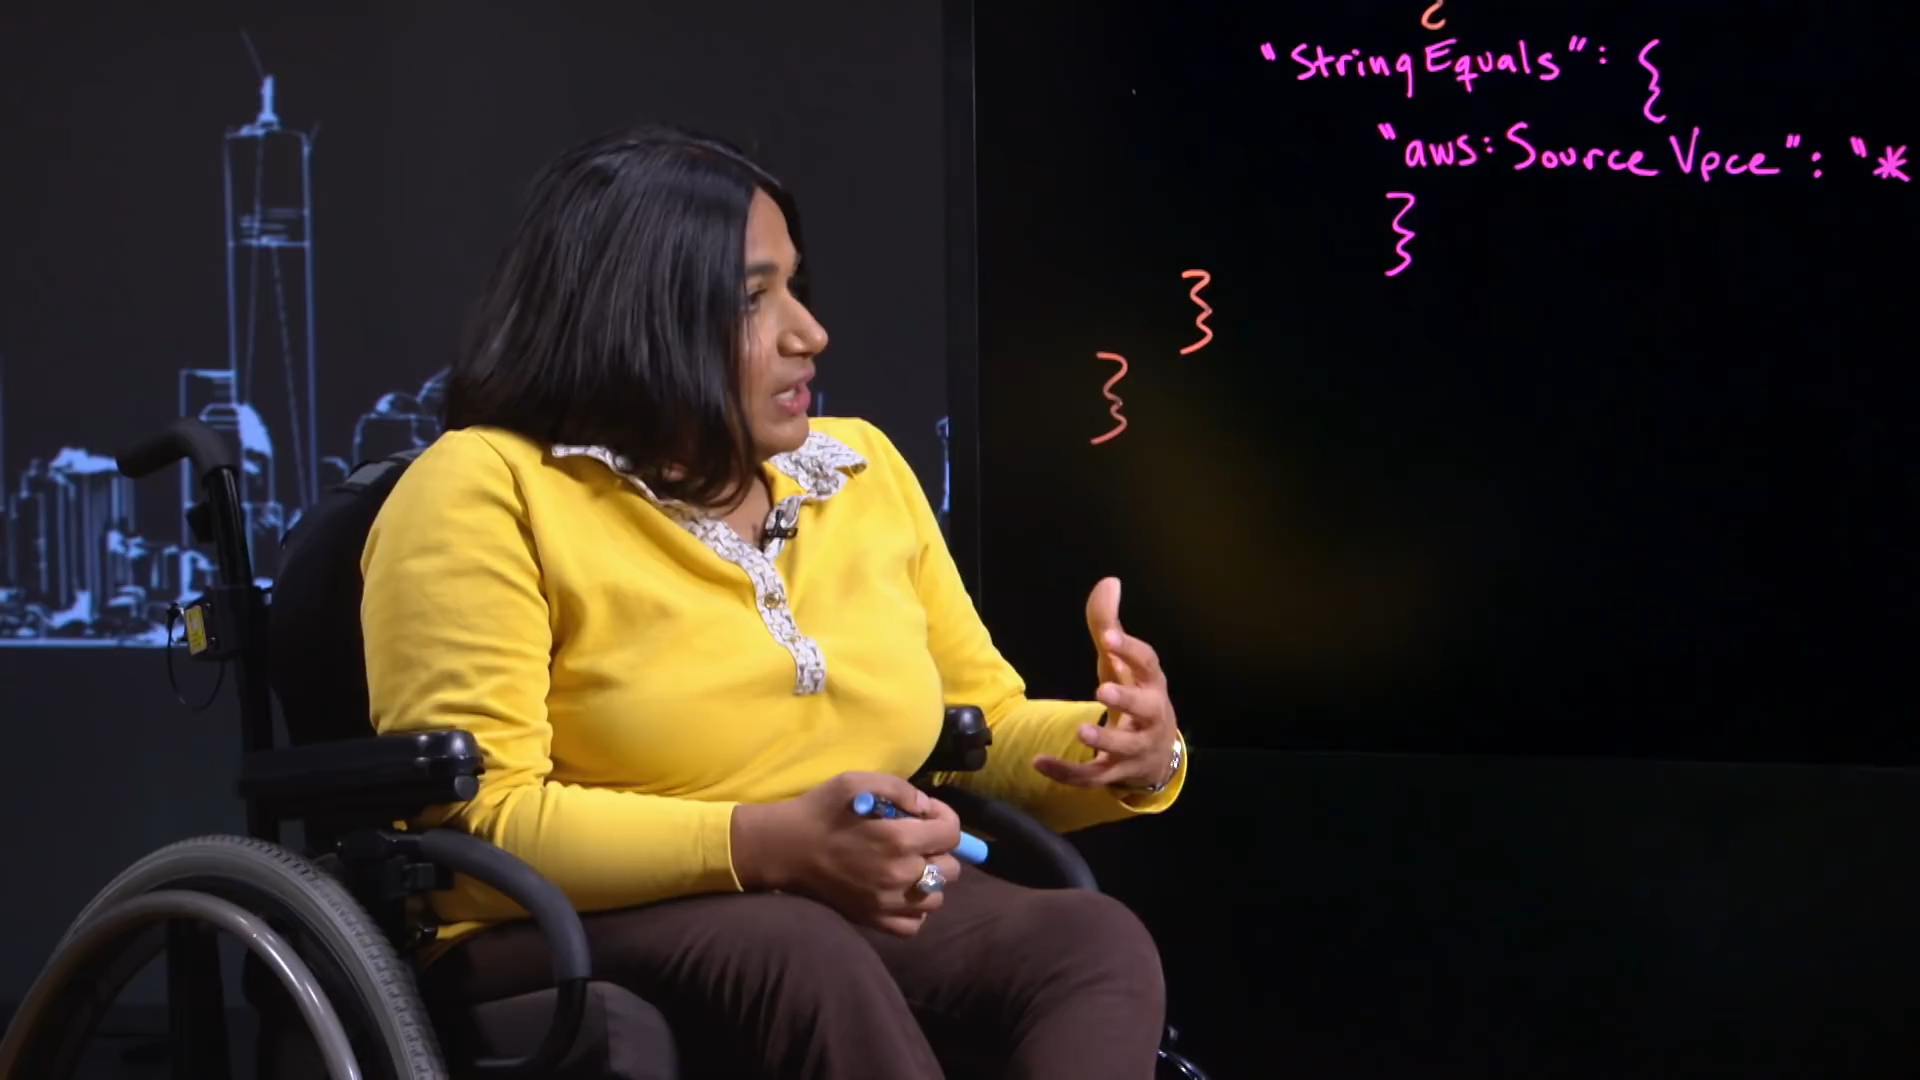 {
"StringEquals": {
"aws:SourceVpce": "*
}
}
}